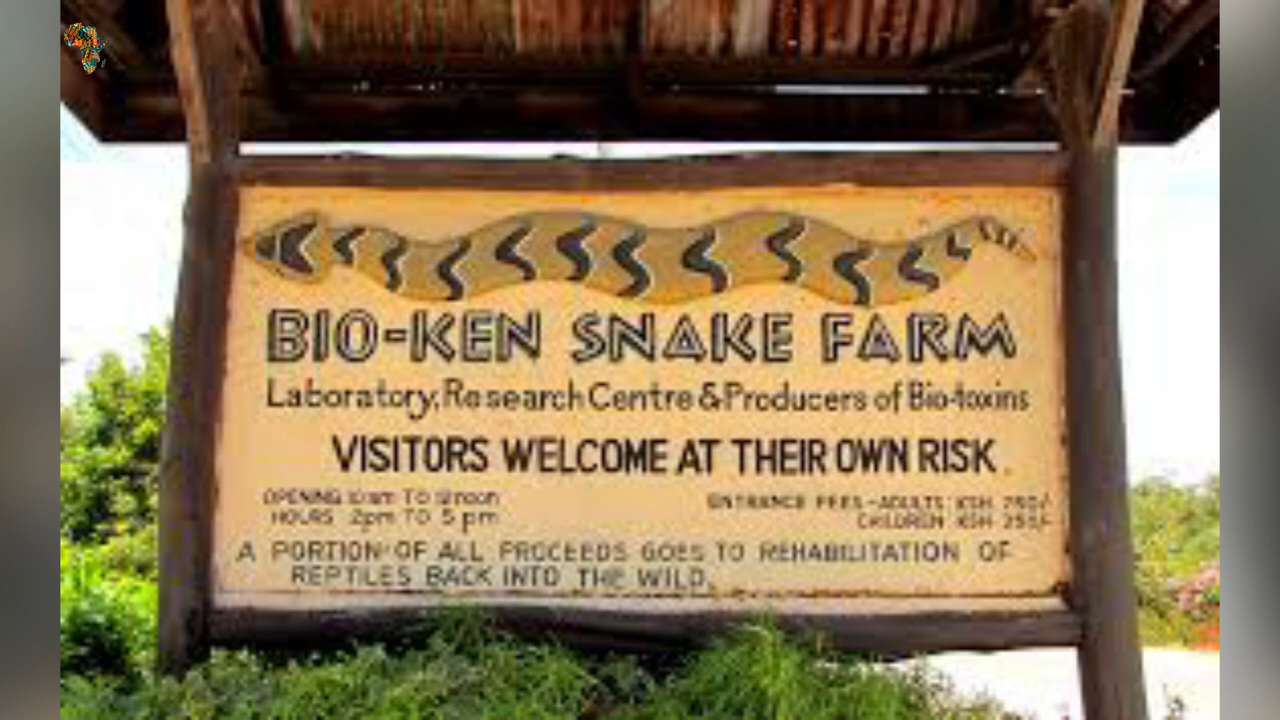 BIO-KEN SNAKE FARM
Laboratory, Research Centre & Producers of Bio-toxins
VISITORS WELCOME AT THEIR OWN RISK.
OPENING 10am TO 12noon
HOURS 2pm TO 5pm
ENTRANCE FEES-ADULTS KSH 750/-
CHILDREN KSH 250/-
A PORTION OF ALL PROCEEDS GOES TO REHABILITATION OF
REPTILES BACK INTO THE WILD.